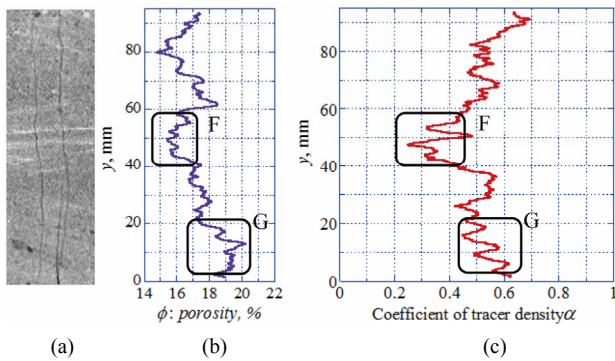 80
60
40
20
0
y, mm
F
G
14 16 18 20 22
ϕ: porosity, %
80
60
40
20
0
y, mm
F
G
0 0.2 0.4 0.6 0.8 1
Coefficient of tracer densityα
(a) (b) (c)